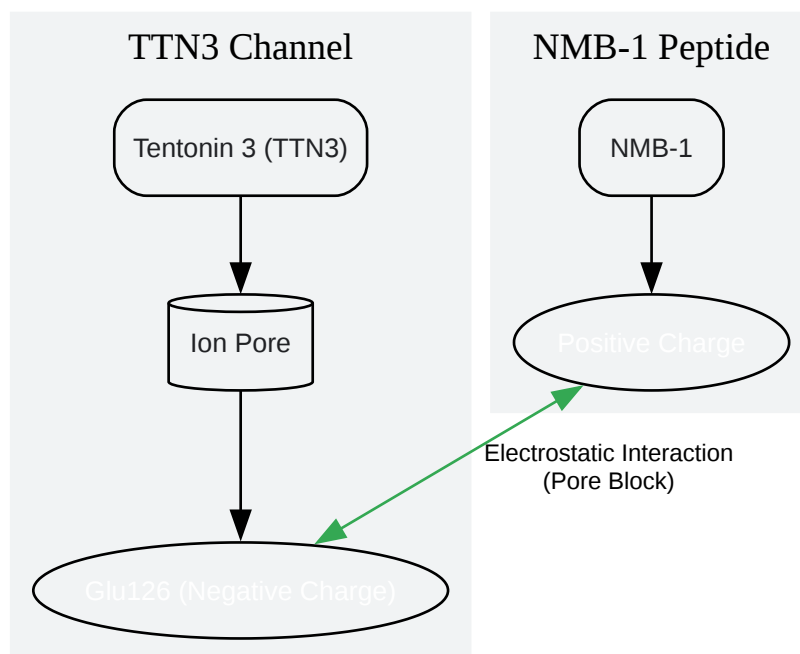 TTN3 Channel
NMB-1 Peptide
Tentonin 3 (TTN3)
NMB-1
Ion Pore
Positive Charge
Electrostatic Interaction
(Pore Block)
Glu126 (Negative Charge)